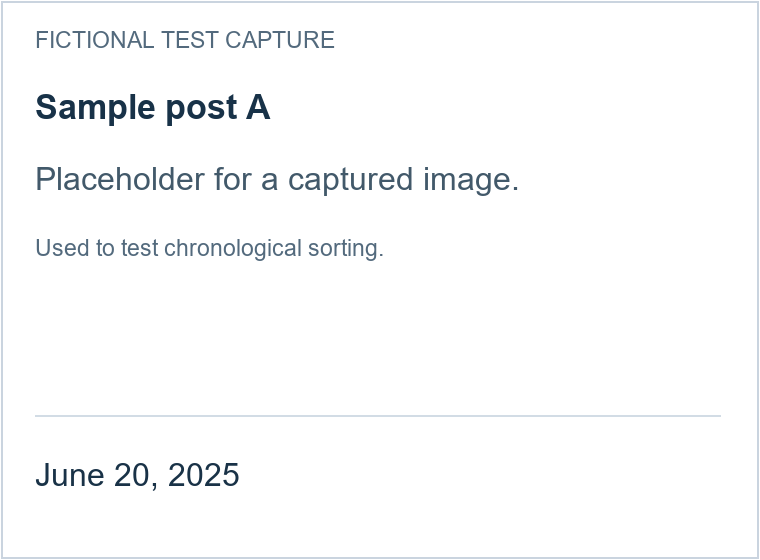 FICTIONAL TEST CAPTURE
Sample post A
Placeholder for a captured image.
Used to test chronological sorting.
June 20, 2025